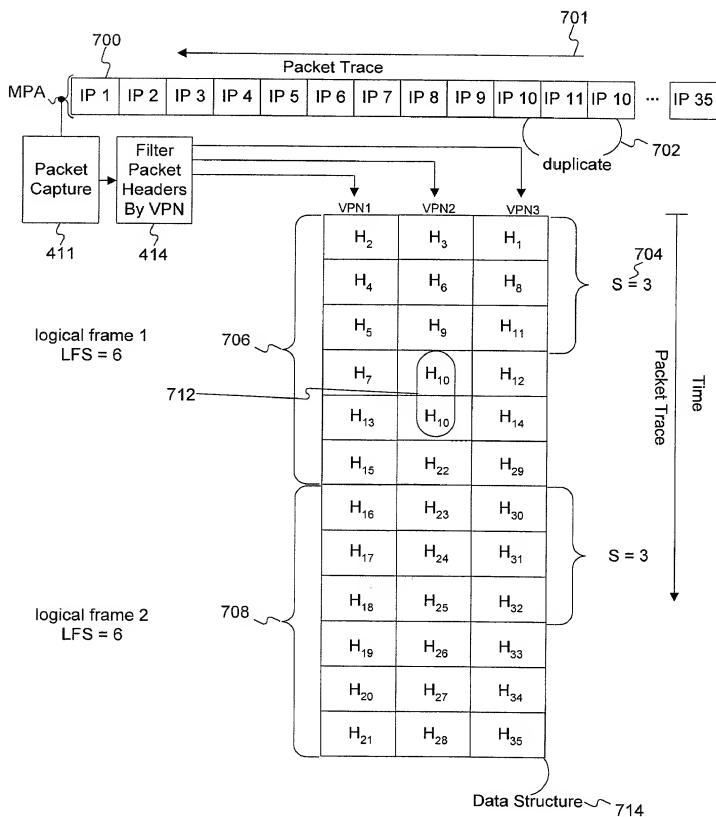 700
701
Packet Trace
MPA
IP 1 IP 2 IP 3 IP 4 IP 5 IP 6 IP 7 IP 8 IP 9 IP 10 IP 11 IP 10 ... IP 35
duplicate
702
Packet
Capture
Filter
Packet
Headers
By VPN
411
414
VPN1 VPN2 VPN3
H2 H3 H1
H4 H6 H8
H5 H9 H11
H7 H10 H12
H13 H10 H14
H15 H22 H29
H16 H23 H30
H17 H24 H31
H18 H25 H32
H19 H26 H33
H20 H27 H34
H21 H28 H35
704
S = 3
logical frame 1
LFS = 6
706
712
Time
Packet Trace
S = 3
logical frame 2
LFS = 6
708
Data Structure
714